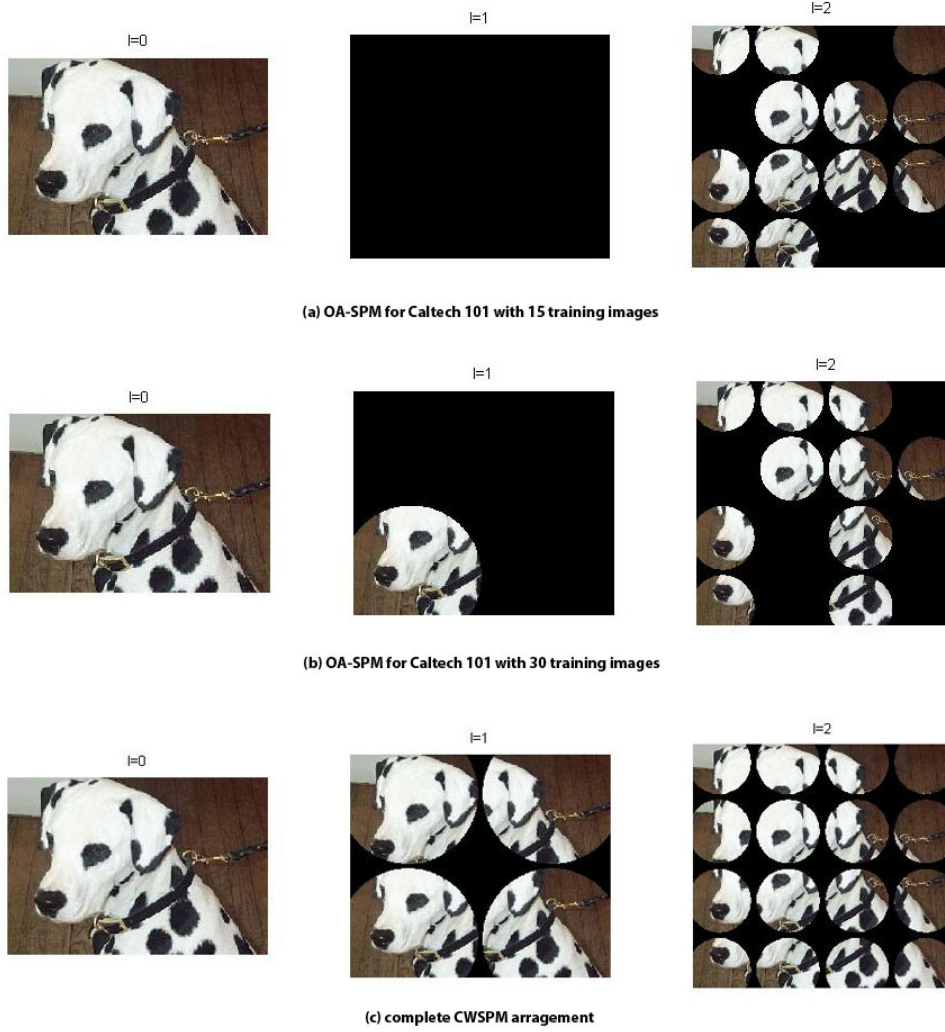 l=0
l=1
l=2
(a) OA-SPM for Caltech 101 with 15 training images
l=0
l=1
l=2
(b) OA-SPM for Caltech 101 with 30 training images
l=0
l=1
l=2
(c) complete CWSPM arragement